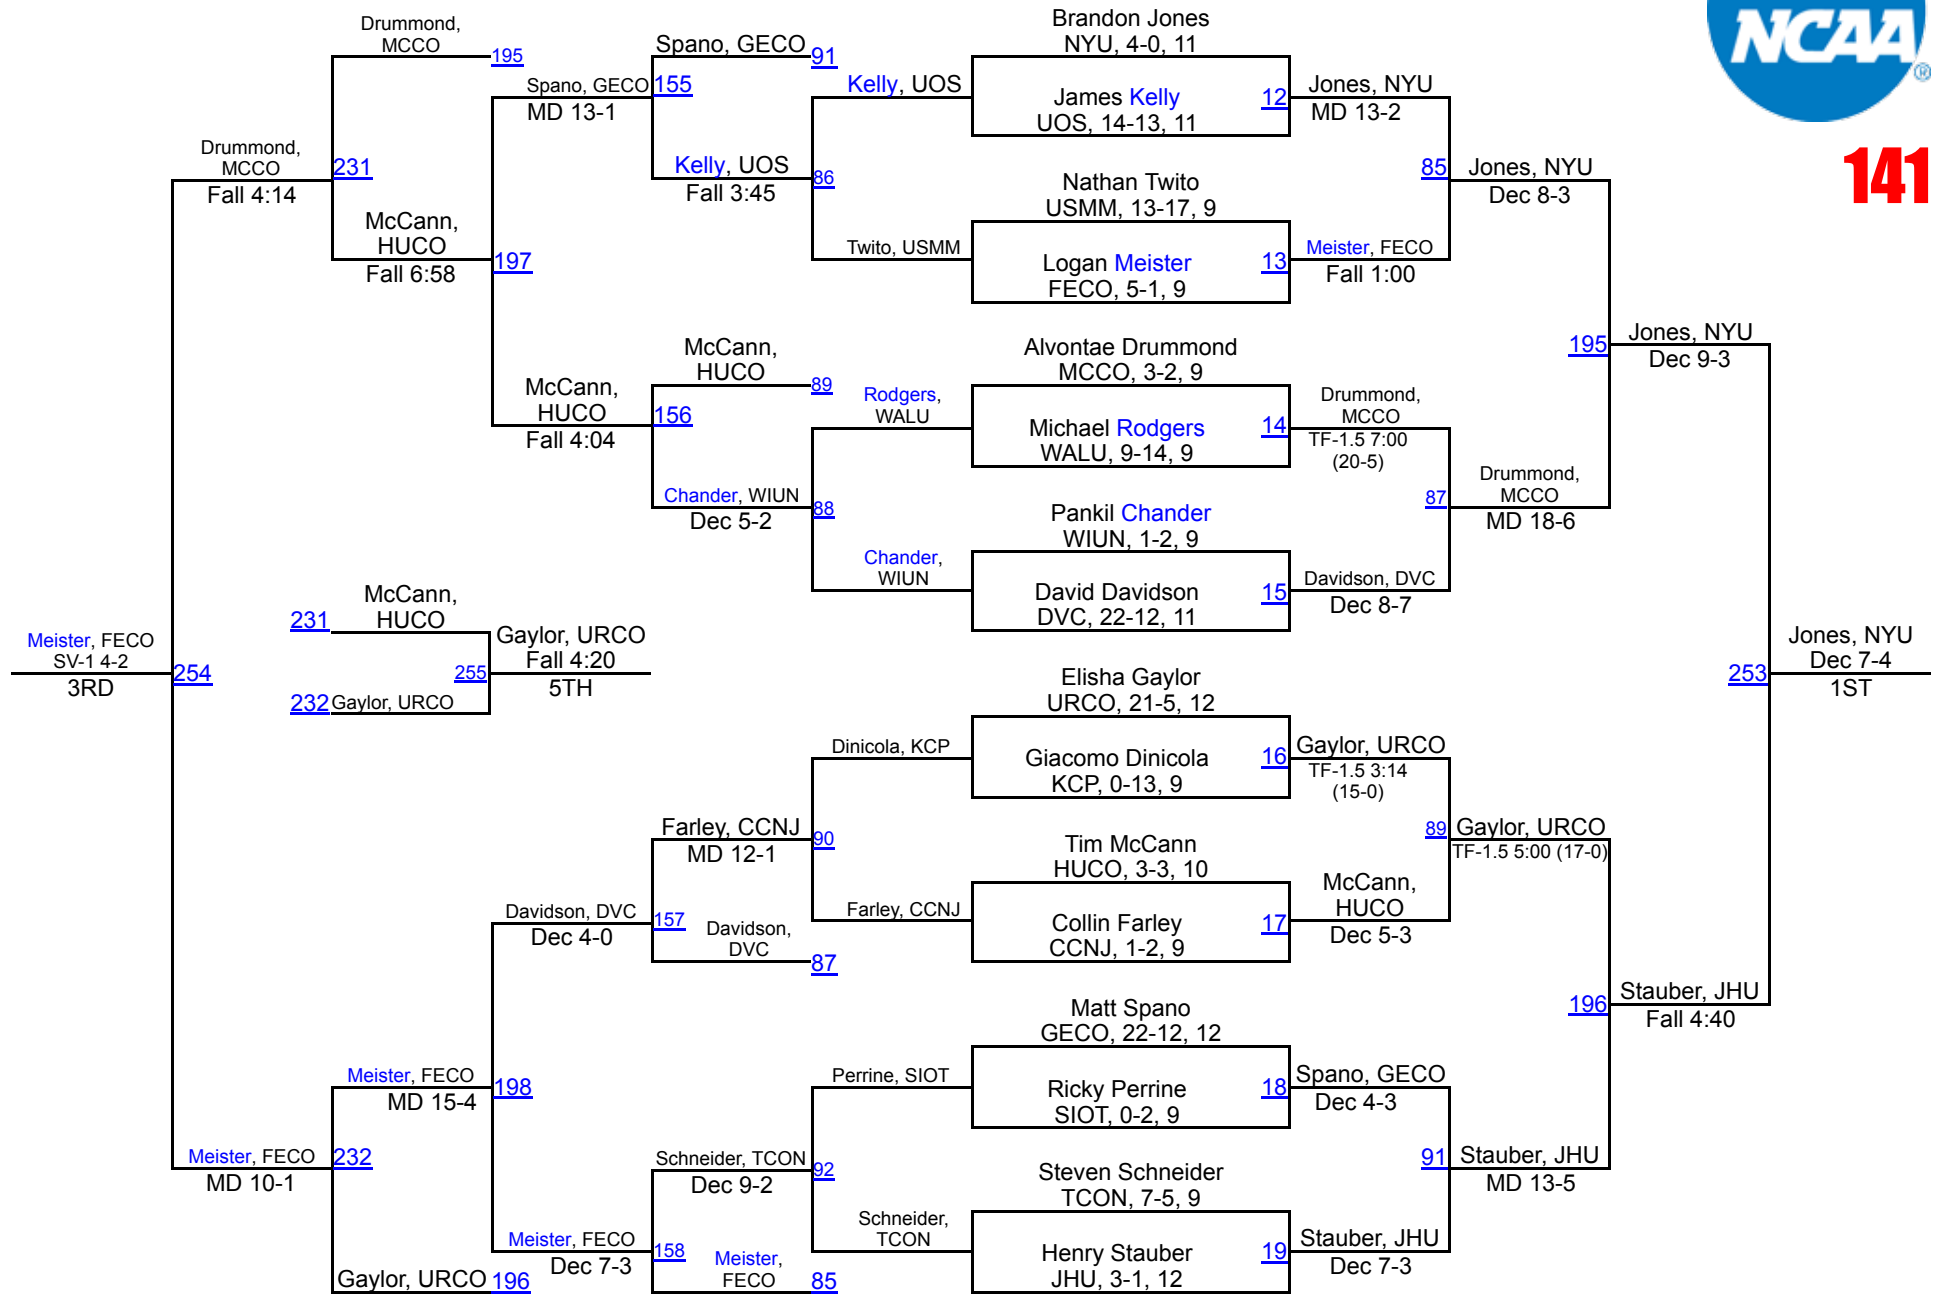 NCAA®
141
Drummond,
MCCO
195
Spano, GECO
91
Spano, GECO
155
MD 13-1
Kelly, UOS
Brandon Jones
NYU, 4-0, 11
James Kelly
UOS, 14-13, 11
12
Jones, NYU
MD 13-2
Drummond,
MCCO
231
Fall 4:14
Kelly, UOS
86
Fall 3:45
Nathan Twito
USMM, 13-17, 9
85
Jones, NYU
Dec 8-3
McCann,
HUCO
Fall 6:58
197
Twito, USMM
Logan Meister
FECO, 5-1, 9
13
Meister, FECO
Fall 1:00
McCann,
HUCO
89
Alvontae Drummond
MCCO, 3-2, 9
195
Jones, NYU
Dec 9-3
McCann,
HUCO
156
Fall 4:04
Rodgers,
WALU
Michael Rodgers
WALU, 9-14, 9
14
Drummond,
MCCO
TF-1.5 7:00
(20-5)
Chander, WIUN
88
Dec 5-2
Pankil Chander
WIUN, 1-2, 9
87
Drummond,
MCCO
MD 18-6
Chander,
WIUN
David Davidson
DVC, 22-12, 11
15
Davidson, DVC
Dec 8-7
231
McCann,
HUCO
Meister, FECO
SV-1 4-2
3RD
254
255
Gaylor, URCO
Fall 4:20
5TH
232
Gaylor, URCO
253
Jones, NYU
Dec 7-4
1ST
Elisha Gaylor
URCO, 21-5, 12
Dinicola, KCP
Giacomo Dinicola
KCP, 0-13, 9
16
Gaylor, URCO
TF-1.5 3:14
(15-0)
Farley, CCNJ
90
MD 12-1
Tim McCann
HUCO, 3-3, 10
89
Gaylor, URCO
TF-1.5 5:00 (17-0)
Davidson, DVC
157
Dec 4-0
Farley, CCNJ
Collin Farley
CCNJ, 1-2, 9
17
McCann,
HUCO
Dec 5-3
Davidson,
DVC
87
Matt Spano
GECO, 22-12, 12
196
Stauber, JHU
Fall 4:40
Meister, FECO
198
MD 15-4
Perrine, SIOT
Ricky Perrine
SIOT, 0-2, 9
18
Spano, GECO
Dec 4-3
Meister, FECO
232
MD 10-1
Schneider, TCON
92
Dec 9-2
Steven Schneider
TCON, 7-5, 9
91
Stauber, JHU
MD 13-5
Meister, FECO
158
Dec 7-3
Schneider,
TCON
Henry Stauber
JHU, 3-1, 12
19
Stauber, JHU
Dec 7-3
Gaylor, URCO
196
Meister,
FECO
85